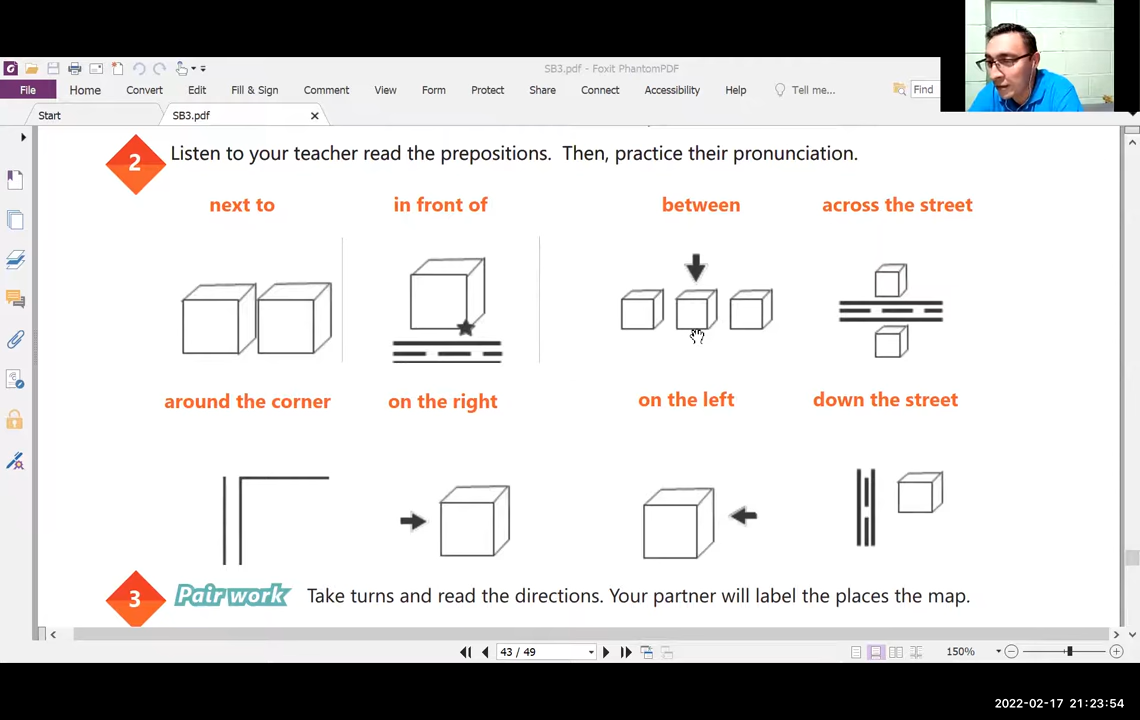 SB3.pdf - Foxit PhantomPDF
File Home Convert Edit Fill & Sign Comment View Form Protect Share Connect Accessibility Help Tell me... Find
Start SB3.pdf
2 Listen to your teacher read the prepositions. Then, practice their pronunciation.
next to in front of between across the street
around the corner on the right on the left down the street
3 Pair work Take turns and read the directions. Your partner will label the places the map.
43 / 49 150%
2022-02-17 21:23:54